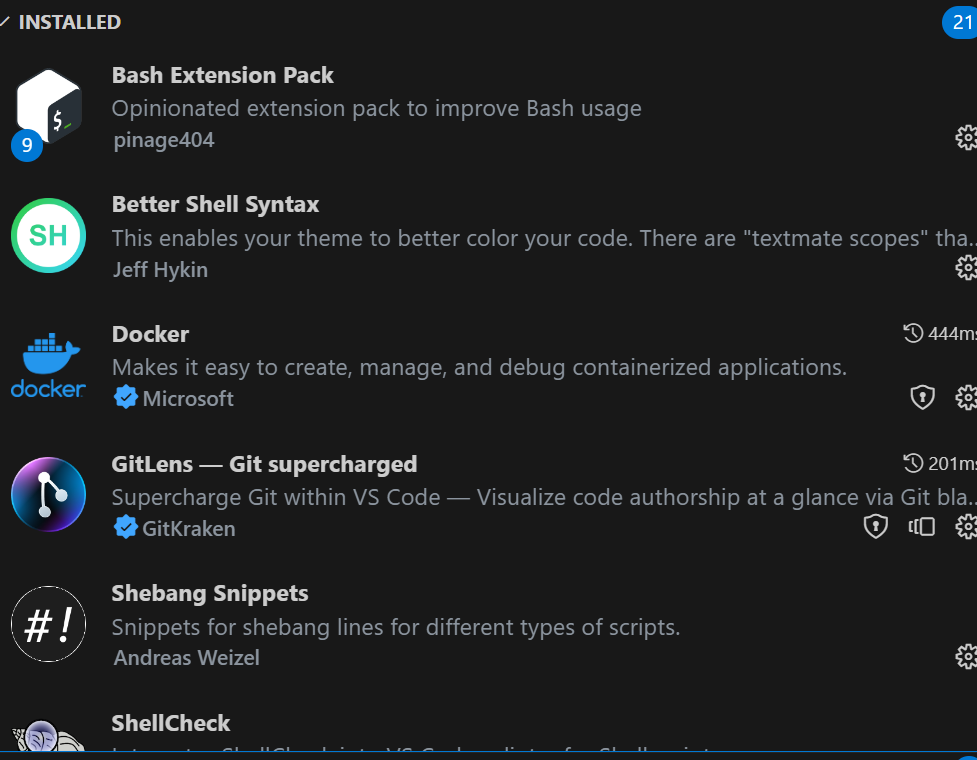 INSTALLED
21
Bash Extension Pack
Opinionated extension pack to improve Bash usage
pinage404
$_
9
Better Shell Syntax
SH
This enables your theme to better color your code. There are "textmate scopes" tha...
Jeff Hykin
Docker
444ms
Makes it easy to create, manage, and debug containerized applications.
docker
Microsoft
GitLens — Git supercharged
201ms
Supercharge Git within VS Code — Visualize code authorship at a glance via Git bla...
GitKraken
Shebang Snippets
#!
Snippets for shebang lines for different types of scripts.
Andreas Weizel
ShellCheck